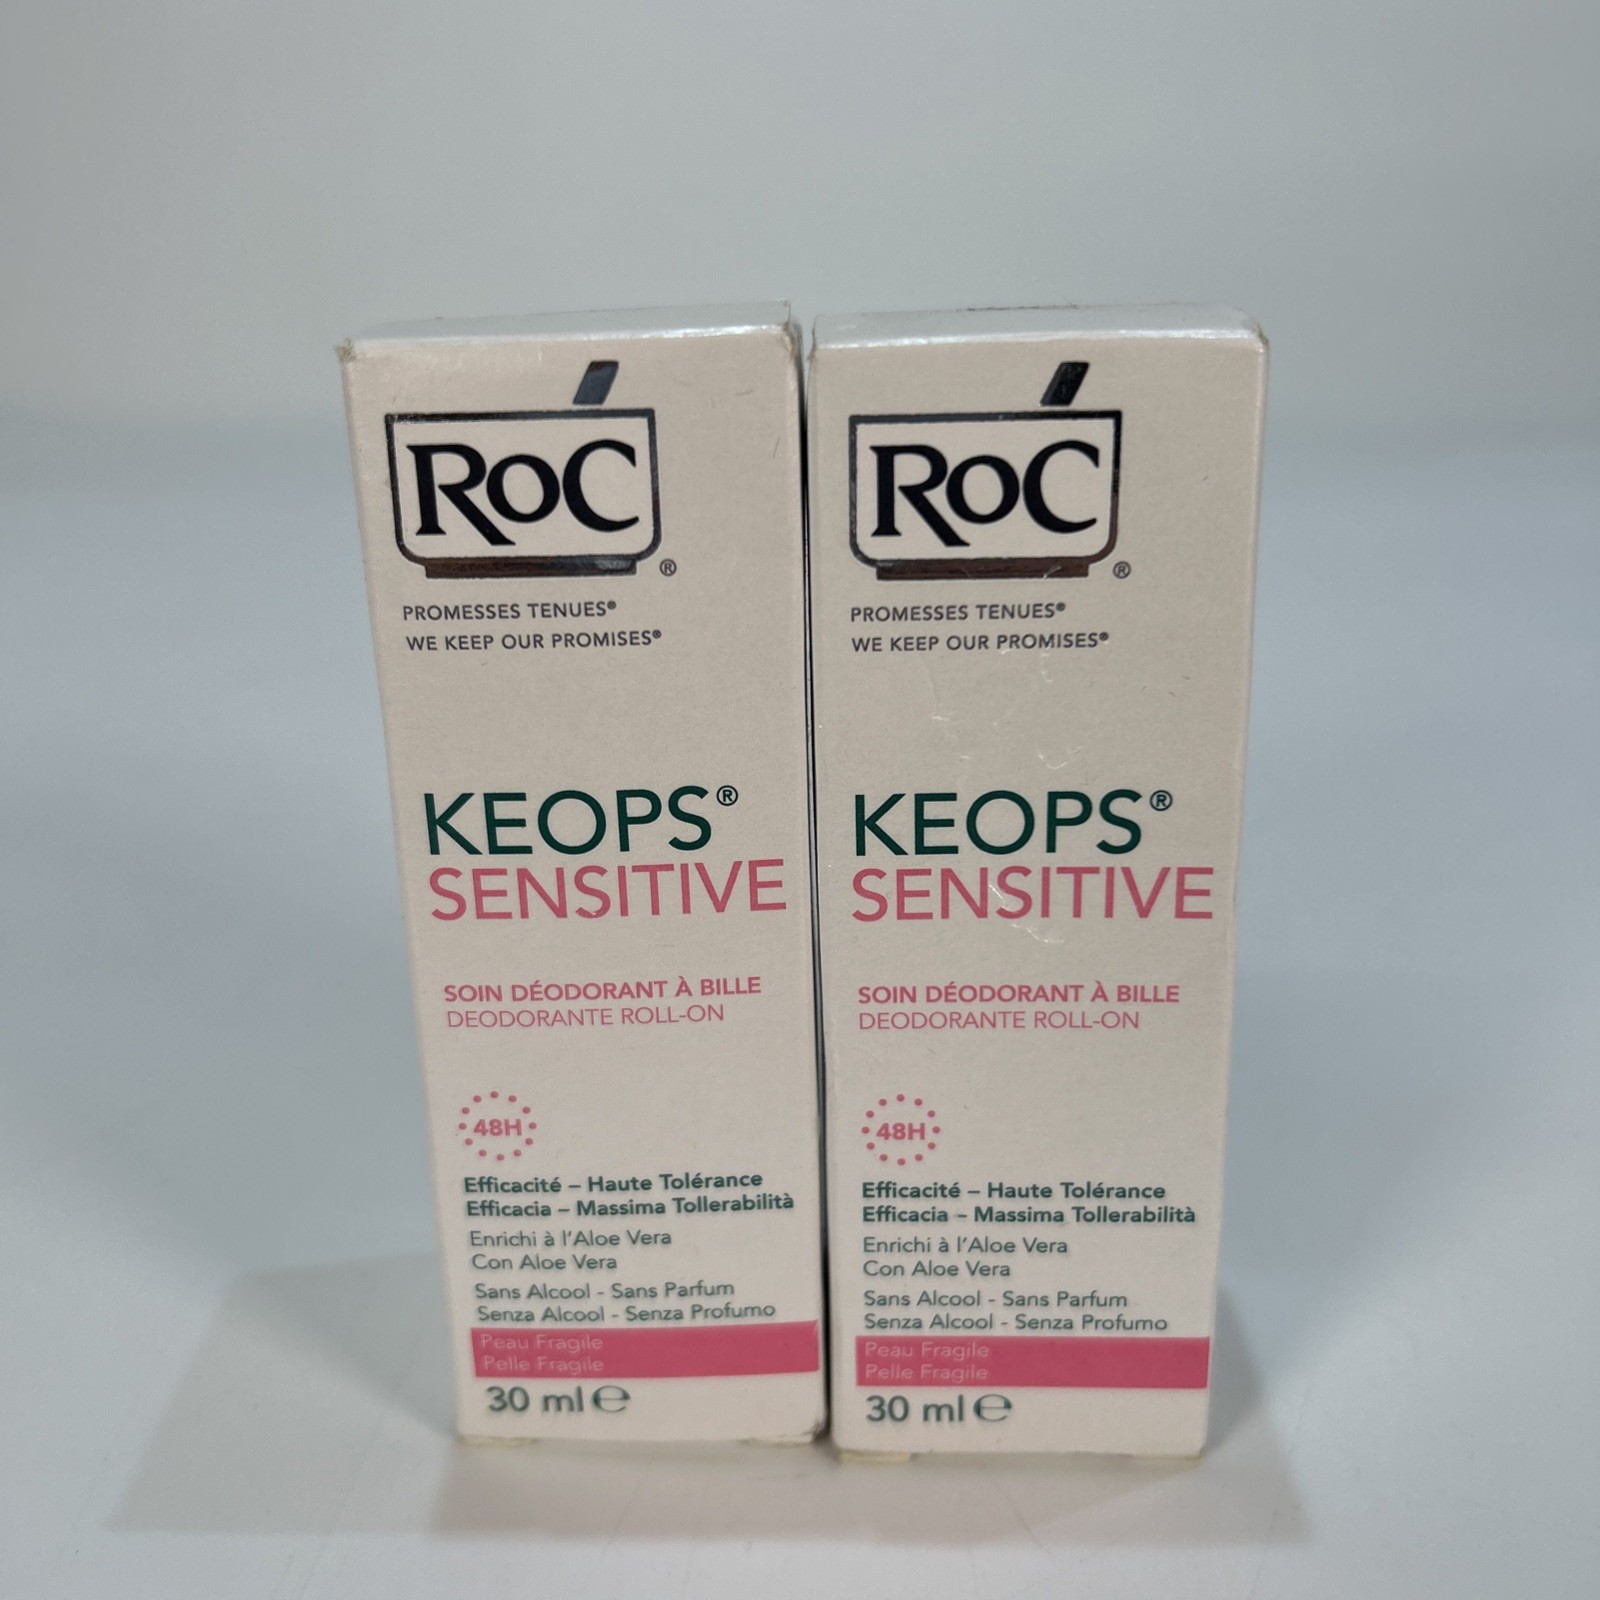 RoC®
PROMESSES TENUES®
WE KEEP OUR PROMISES®
KEOPS®
SENSITIVE
SOIN DÉODORANT À BILLE
DEODORANTE ROLL-ON
48H
Efficacité – Haute Tolérance
Efficacia – Massima Tollerabilità
Enrichi à l'Aloe Vera
Con Aloe Vera
Sans Alcool - Sans Parfum
Senza Alcool - Senza Profumo
Peau Fragile
Pelle Fragile
30 ml ℮
RoC®
PROMESSES TENUES®
WE KEEP OUR PROMISES®
KEOPS®
SENSITIVE
SOIN DÉODORANT À BILLE
DEODORANTE ROLL-ON
48H
Efficacité – Haute Tolérance
Efficacia – Massima Tollerabilità
Enrichi à l'Aloe Vera
Con Aloe Vera
Sans Alcool - Sans Parfum
Senza Alcool - Senza Profumo
Peau Fragile
Pelle Fragile
30 ml ℮